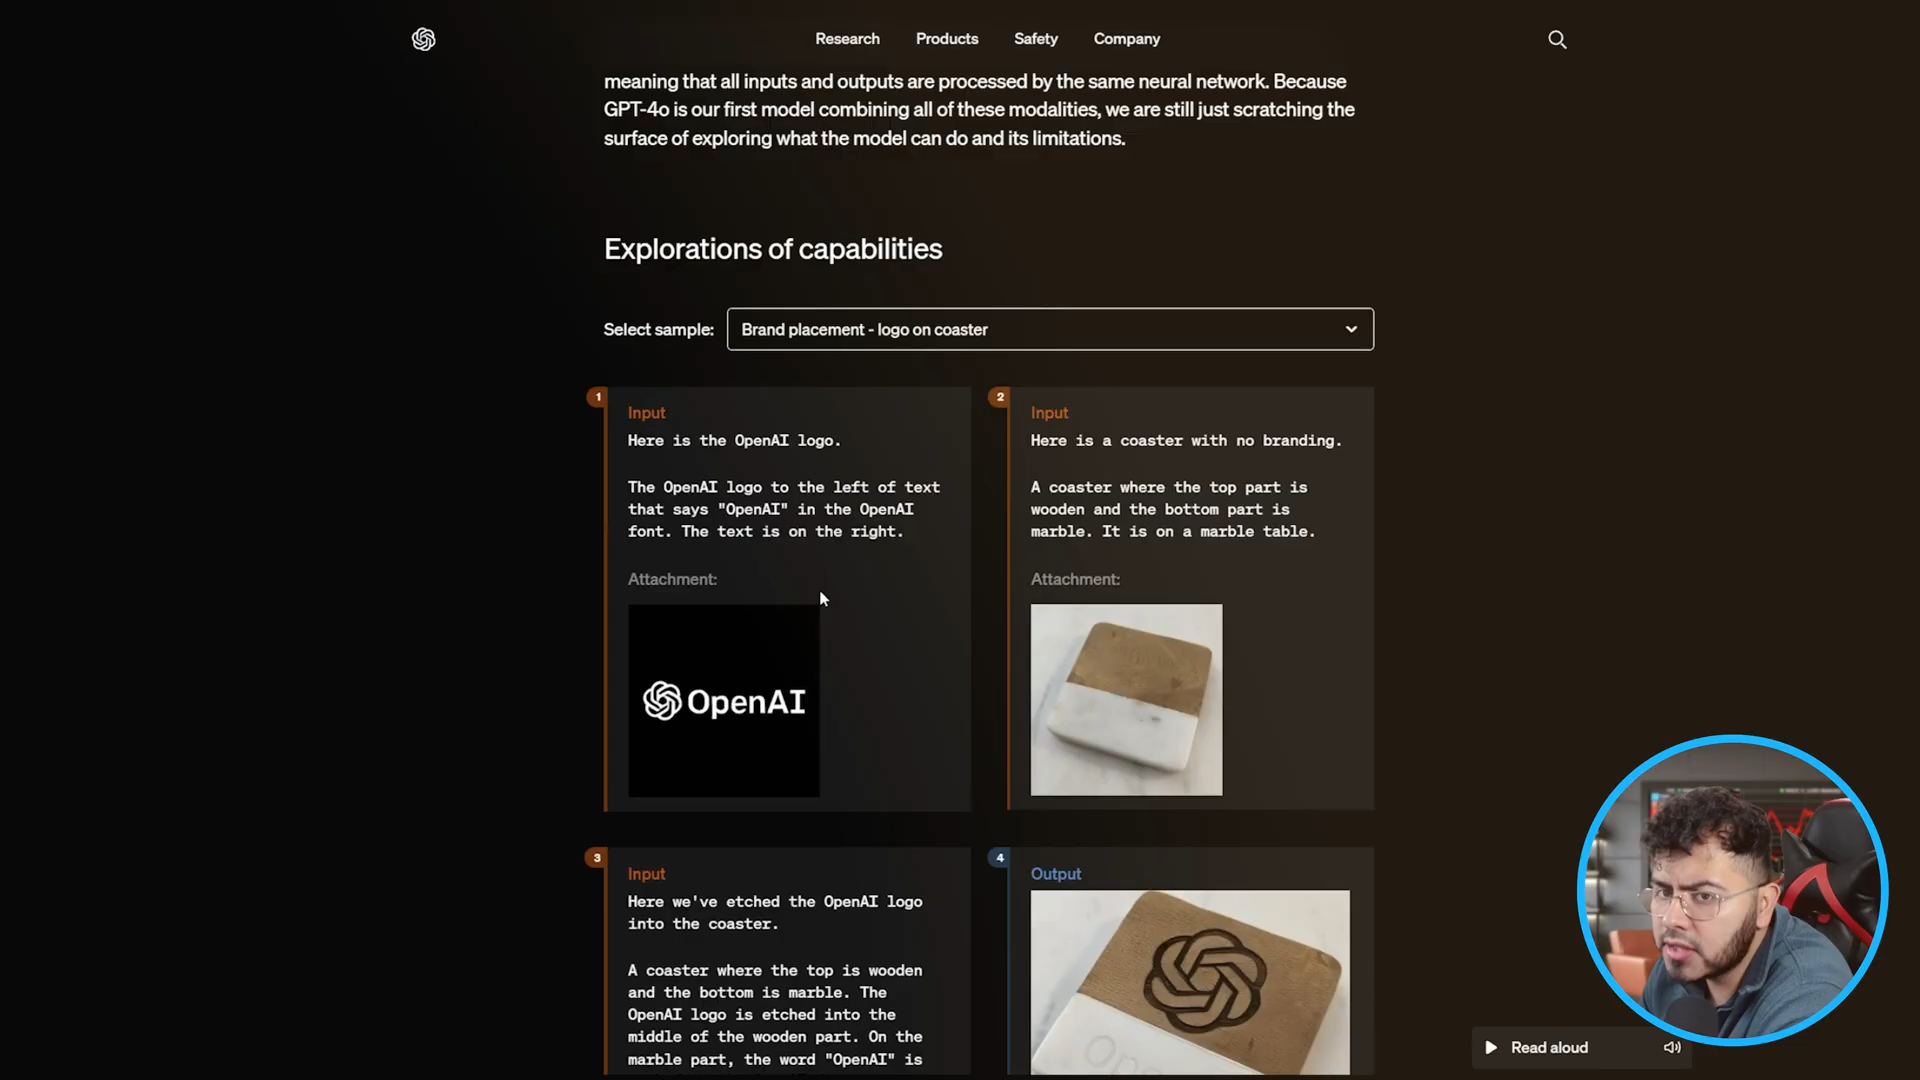 Research
Products
Safety
Company
meaning that all inputs and outputs are processed by the same neural network. Because
GPT-4o is our first model combining all of these modalities, we are still just scratching the
surface of exploring what the model can do and its limitations.
Explorations of capabilities
Select sample:
Brand placement - logo on coaster
1
Input
Here is the OpenAI logo.
The OpenAI logo to the left of text
that says "OpenAI" in the OpenAI
font. The text is on the right.
Attachment:
OpenAI
2
Input
Here is a coaster with no branding.
A coaster where the top part is
wooden and the bottom part is
marble. It is on a marble table.
Attachment:
3
Input
Here we've etched the OpenAI logo
into the coaster.
A coaster where the top is wooden
and the bottom is marble. The
OpenAI logo is etched into the
middle of the wooden part. On the
marble part, the word "OpenAI" is
4
Output
Read aloud